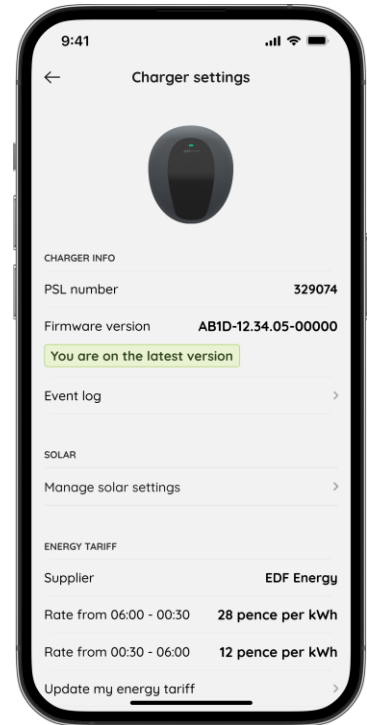 9:41
Charger settings
CHARGER INFO
PSL number 329074
Firmware version AB1D-12.34.05-00000
You are on the latest version
Event log
SOLAR
Manage solar settings
ENERGY TARIFF
Supplier EDF Energy
Rate from 06:00 - 00:30 28 pence per kWh
Rate from 00:30 - 06:00 12 pence per kWh
Update my energy tariff